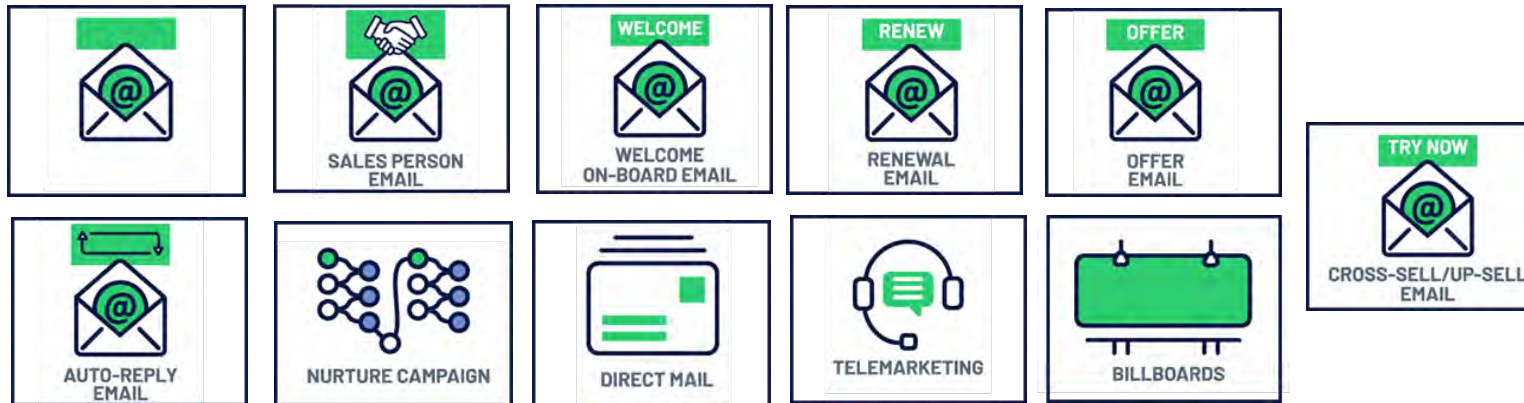 @
@
SALES PERSON
EMAIL
WELCOME
@
WELCOME
ON-BOARD EMAIL
RENEW
@
RENEWAL
EMAIL
OFFER
@
OFFER
EMAIL
TRY NOW
@
CROSS-SELL/UP-SELL
EMAIL
@
AUTO-REPLY
EMAIL
NURTURE CAMPAIGN
DIRECT MAIL
TELEMARKETING
BILLBOARDS